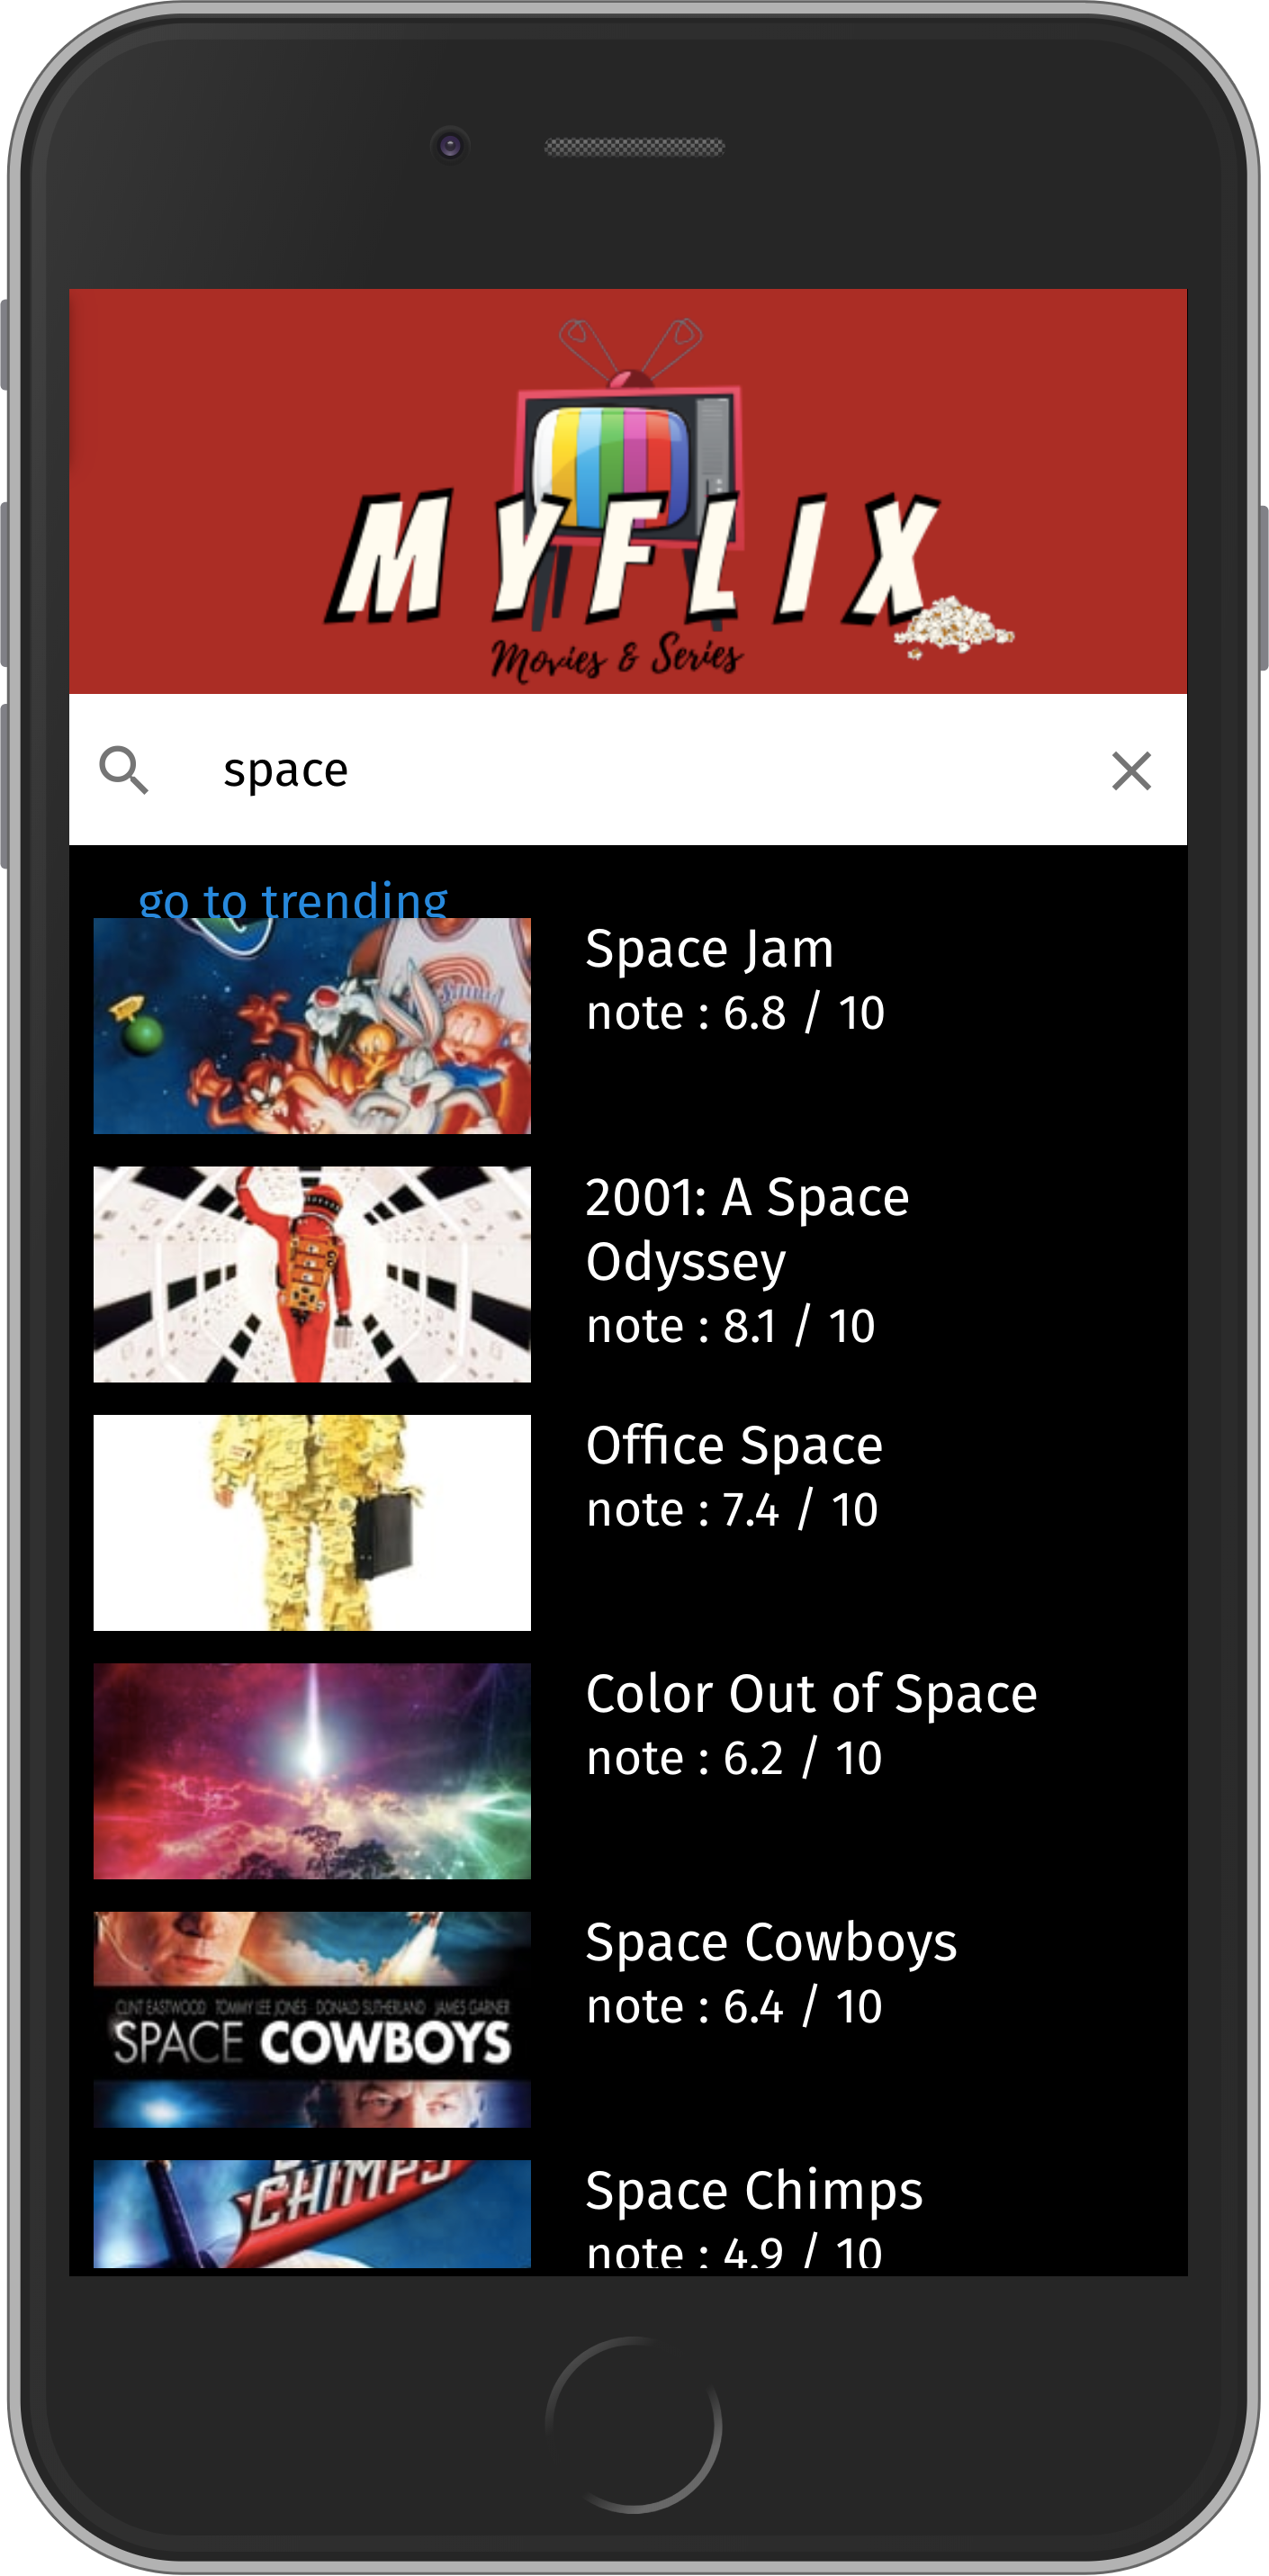 MYFLIX
Movies & Series
space
go to trending
Space Jam
note : 6.8 / 10
2001: A Space
Odyssey
note : 8.1 / 10
Office Space
note : 7.4 / 10
Color Out of Space
note : 6.2 / 10
CLINT EASTWOOD TOMMY LEE JONES DONALD SUTHERLAND JAMES GARNER
SPACE COWBOYS
Space Cowboys
note : 6.4 / 10
CHIMPS
Space Chimps
note : 4.9 / 10